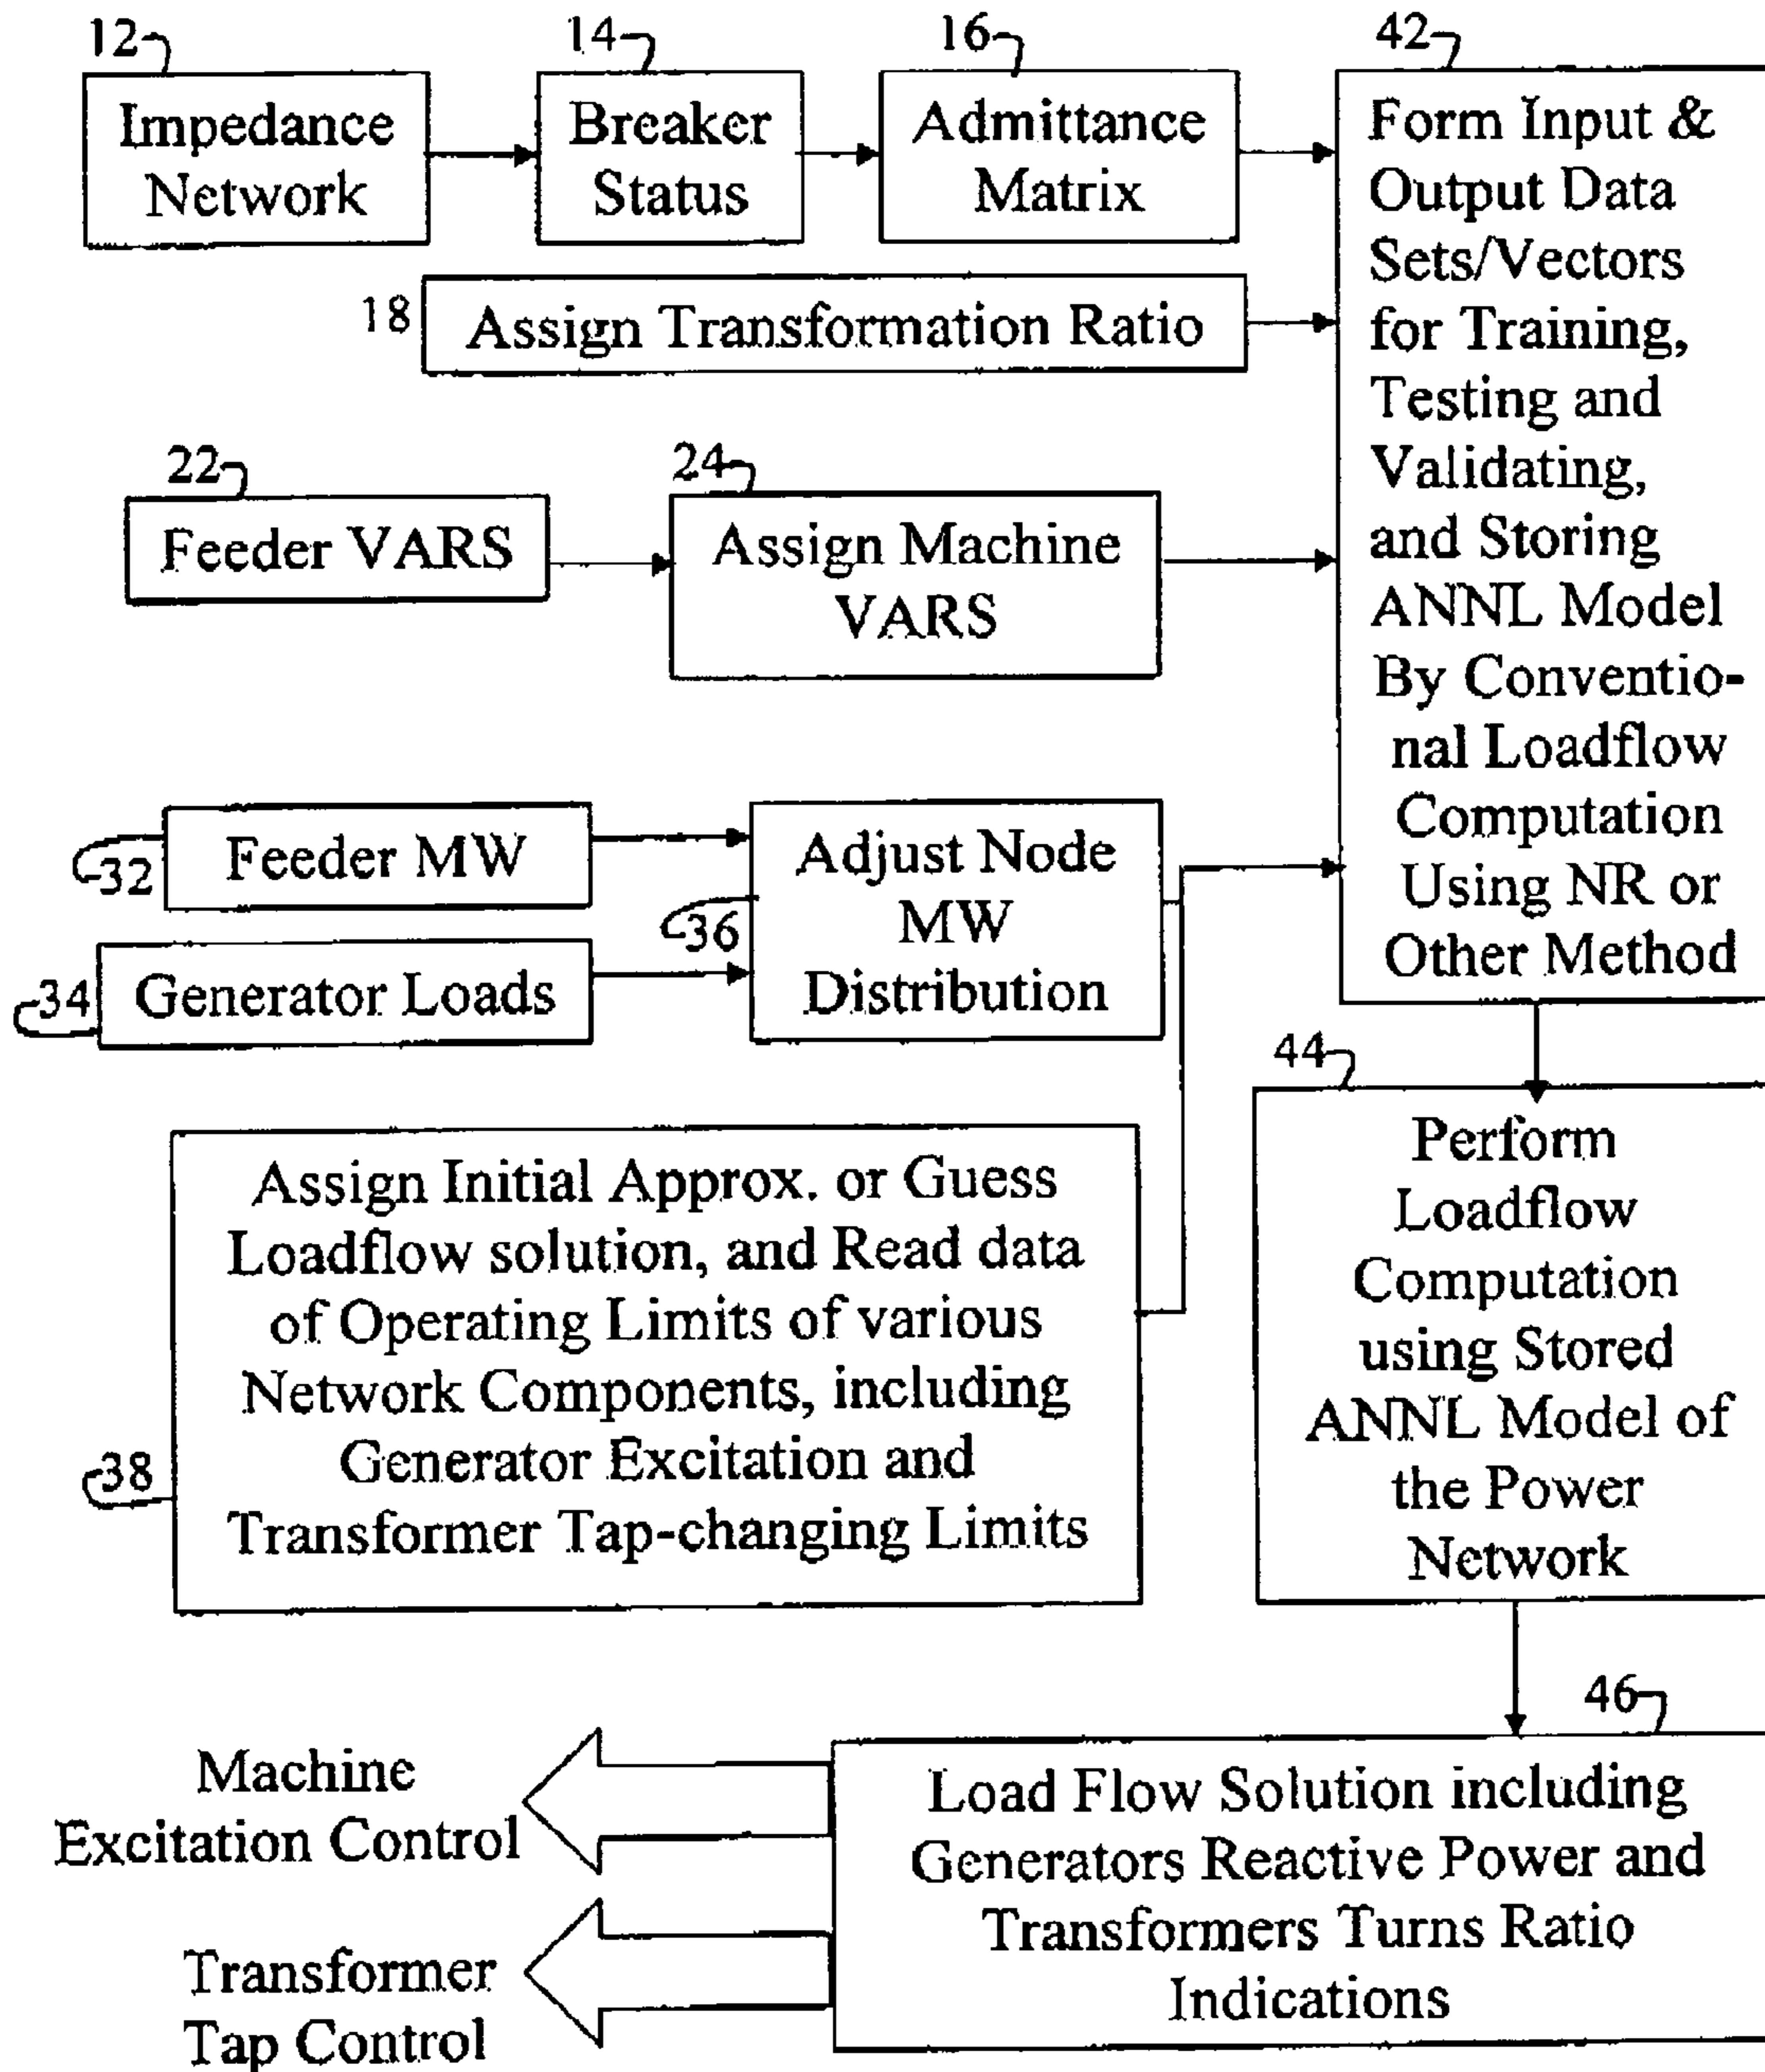 12
Impedance
Network
14
Breaker
Status
16
Admittance
Matrix
18
Assign Transformation Ratio
22
Feeder VARS
24
Assign Machine
VARS
32
Feeder MW
34
Generator Loads
36
Adjust Node
MW
Distribution
38
Assign Initial Approx. or Guess
Loadflow solution, and Read data
of Operating Limits of various
Network Components, including
Generator Excitation and
Transformer Tap-changing Limits
42
Form Input &
Output Data
Sets/Vectors
for Training,
Testing and
Validating,
and Storing
ANNL Model
By Conventio-
nal Loadflow
Computation
Using NR or
Other Method
44
Perform
Loadflow
Computation
using Stored
ANNL Model of
the Power
Network
46
Load Flow Solution including
Generators Reactive Power and
Transformers Turns Ratio
Indications
Machine
Excitation Control
Transformer
Tap Control